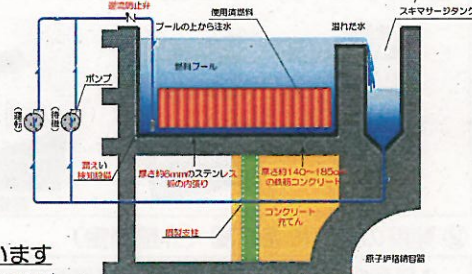 逆流防止弁
プールの上から注水
使用済燃料
溢れた水
スキマサージタンク
燃料プール
ポンプ
(運転)
(待機)
漏えい
検知設備
厚さ約6mmのステンレス
板の内張り
厚さ約140〜185cm
の鉄筋コンクリート
鋼製支柱
コンクリート
充てん
原子炉格納容器
います